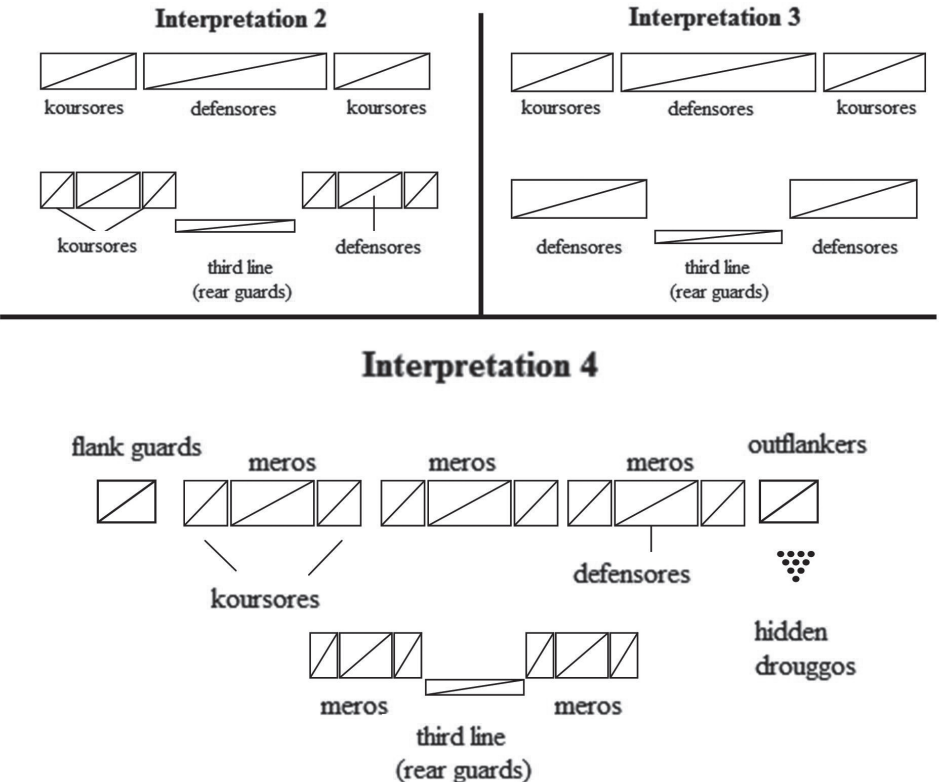 Interpretation 2
koursores
defensores
koursores
koursores
third line
(rear guards)
defensores
Interpretation 3
koursores
defensores
koursores
defensores
third line
(rear guards)
defensores
Interpretation 4
flank guards
meros
meros
meros
outflankers
koursores
defensores
hidden
drouggos
meros
third line
(rear guards)
meros